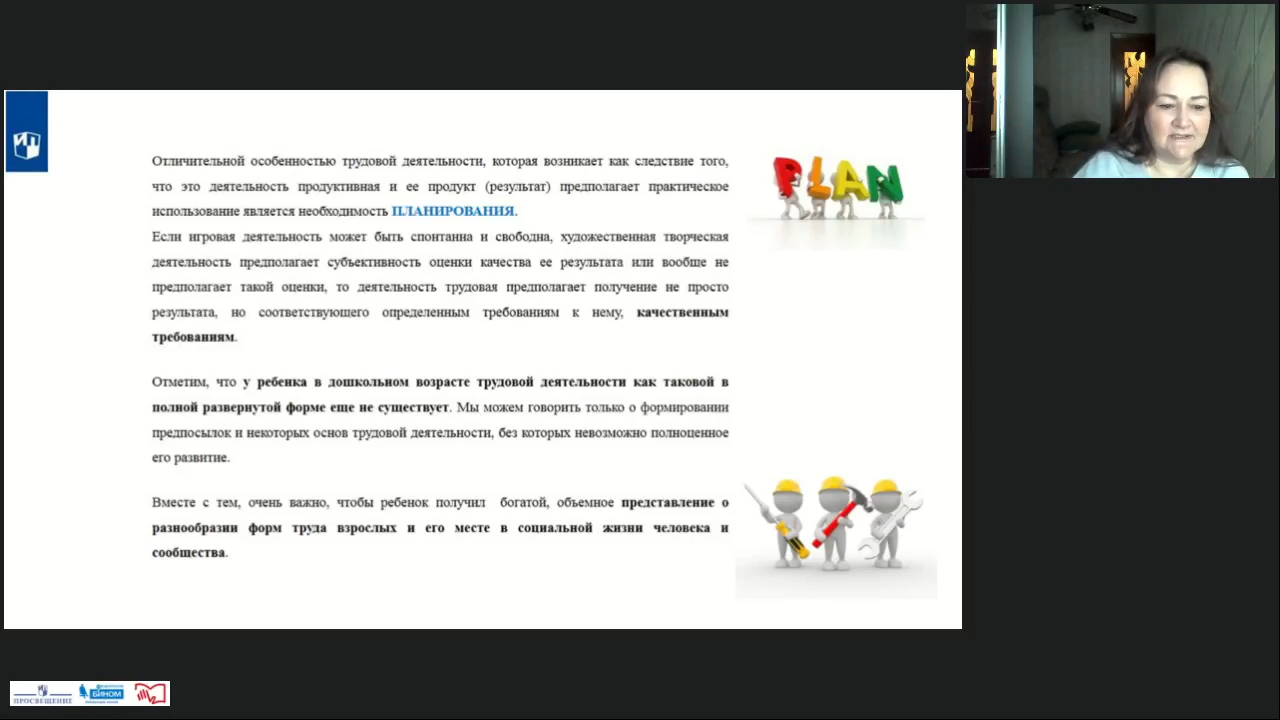 Отличительной особенностью трудовой деятельности, которая возникает как следствие того,
что это деятельность продуктивная и ее продукт (результат) предполагает практическое
использование является необходимость ПЛАНИРОВАНИЯ.
Если игровая деятельность может быть спонтанна и свободна, художественная творческая
деятельность предполагает субъективность оценки качества ее результата или вообще не
предполагает такой оценки, то деятельность трудовая предполагает получение не просто
результата, но соответствующего определенным требованиям к нему, качественным
требованиям.
Отметим, что у ребенка в дошкольном возрасте трудовой деятельности как таковой в
полной развернутой форме еще не существует. Мы можем говорить только о формировании
предпосылок и некоторых основ трудовой деятельности, без которых невозможно полноценное
его развитие.
Вместе с тем, очень важно, чтобы ребенок получил богатой, объемное представление о
разнообразии форм труда взрослых и его месте в социальной жизни человека и
сообщества.
PLAN
ПРОСВЕЩЕНИЕ
БИНОМ